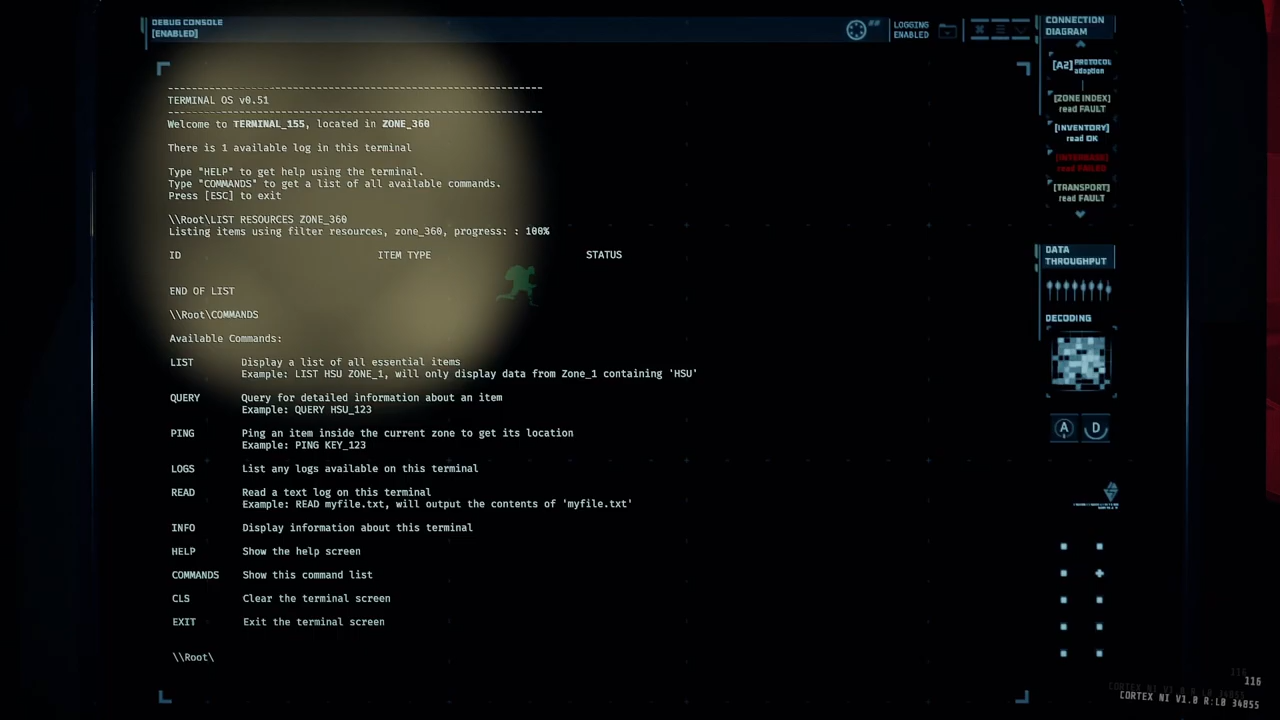 DEBUG CONSOLE
[ENABLED]
LOGGING
ENABLED
CONNECTION
DIAGRAM
[A2] PROTOCOL
adaption
[ZONE INDEX]
read FAULT
[INVENTORY]
read OK
read FAILED
[TRANSPORT]
read FAULT
DATA
THROUGHPUT
DECODING
A D
--------------------------------------------------------------
TERMINAL OS v0.51
--------------------------------------------------------------
Welcome to TERMINAL_155, located in ZONE_360
There is 1 available log in this terminal
Type "HELP" to get help using the terminal.
Type "COMMANDS" to get a list of all available commands.
Press [ESC] to exit
\\Root\LIST RESOURCES ZONE_360
Listing items using filter resources, zone_360, progress: : 100%
ID ITEM TYPE STATUS
END OF LIST
\\Root\COMMANDS
Available Commands:
LIST Display a list of all essential items
Example: LIST HSU ZONE_1, will only display data from Zone_1 containing 'HSU'
QUERY Query for detailed information about an item
Example: QUERY HSU_123
PING Ping an item inside the current zone to get its location
Example: PING KEY_123
LOGS List any logs available on this terminal
READ Read a text log on this terminal
Example: READ myfile.txt, will output the contents of 'myfile.txt'
INFO Display information about this terminal
HELP Show the help screen
COMMANDS Show this command list
CLS Clear the terminal screen
EXIT Exit the terminal screen
\\Root\
116
CORTEX NI V1.0 R:L0 34855